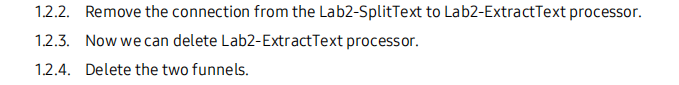 1.2.2. Remove the connection from the Lab2-SplitText to Lab2-ExtractText processor.
1.2.3. Now we can delete Lab2-ExtractText processor.
1.2.4. Delete the two funnels.